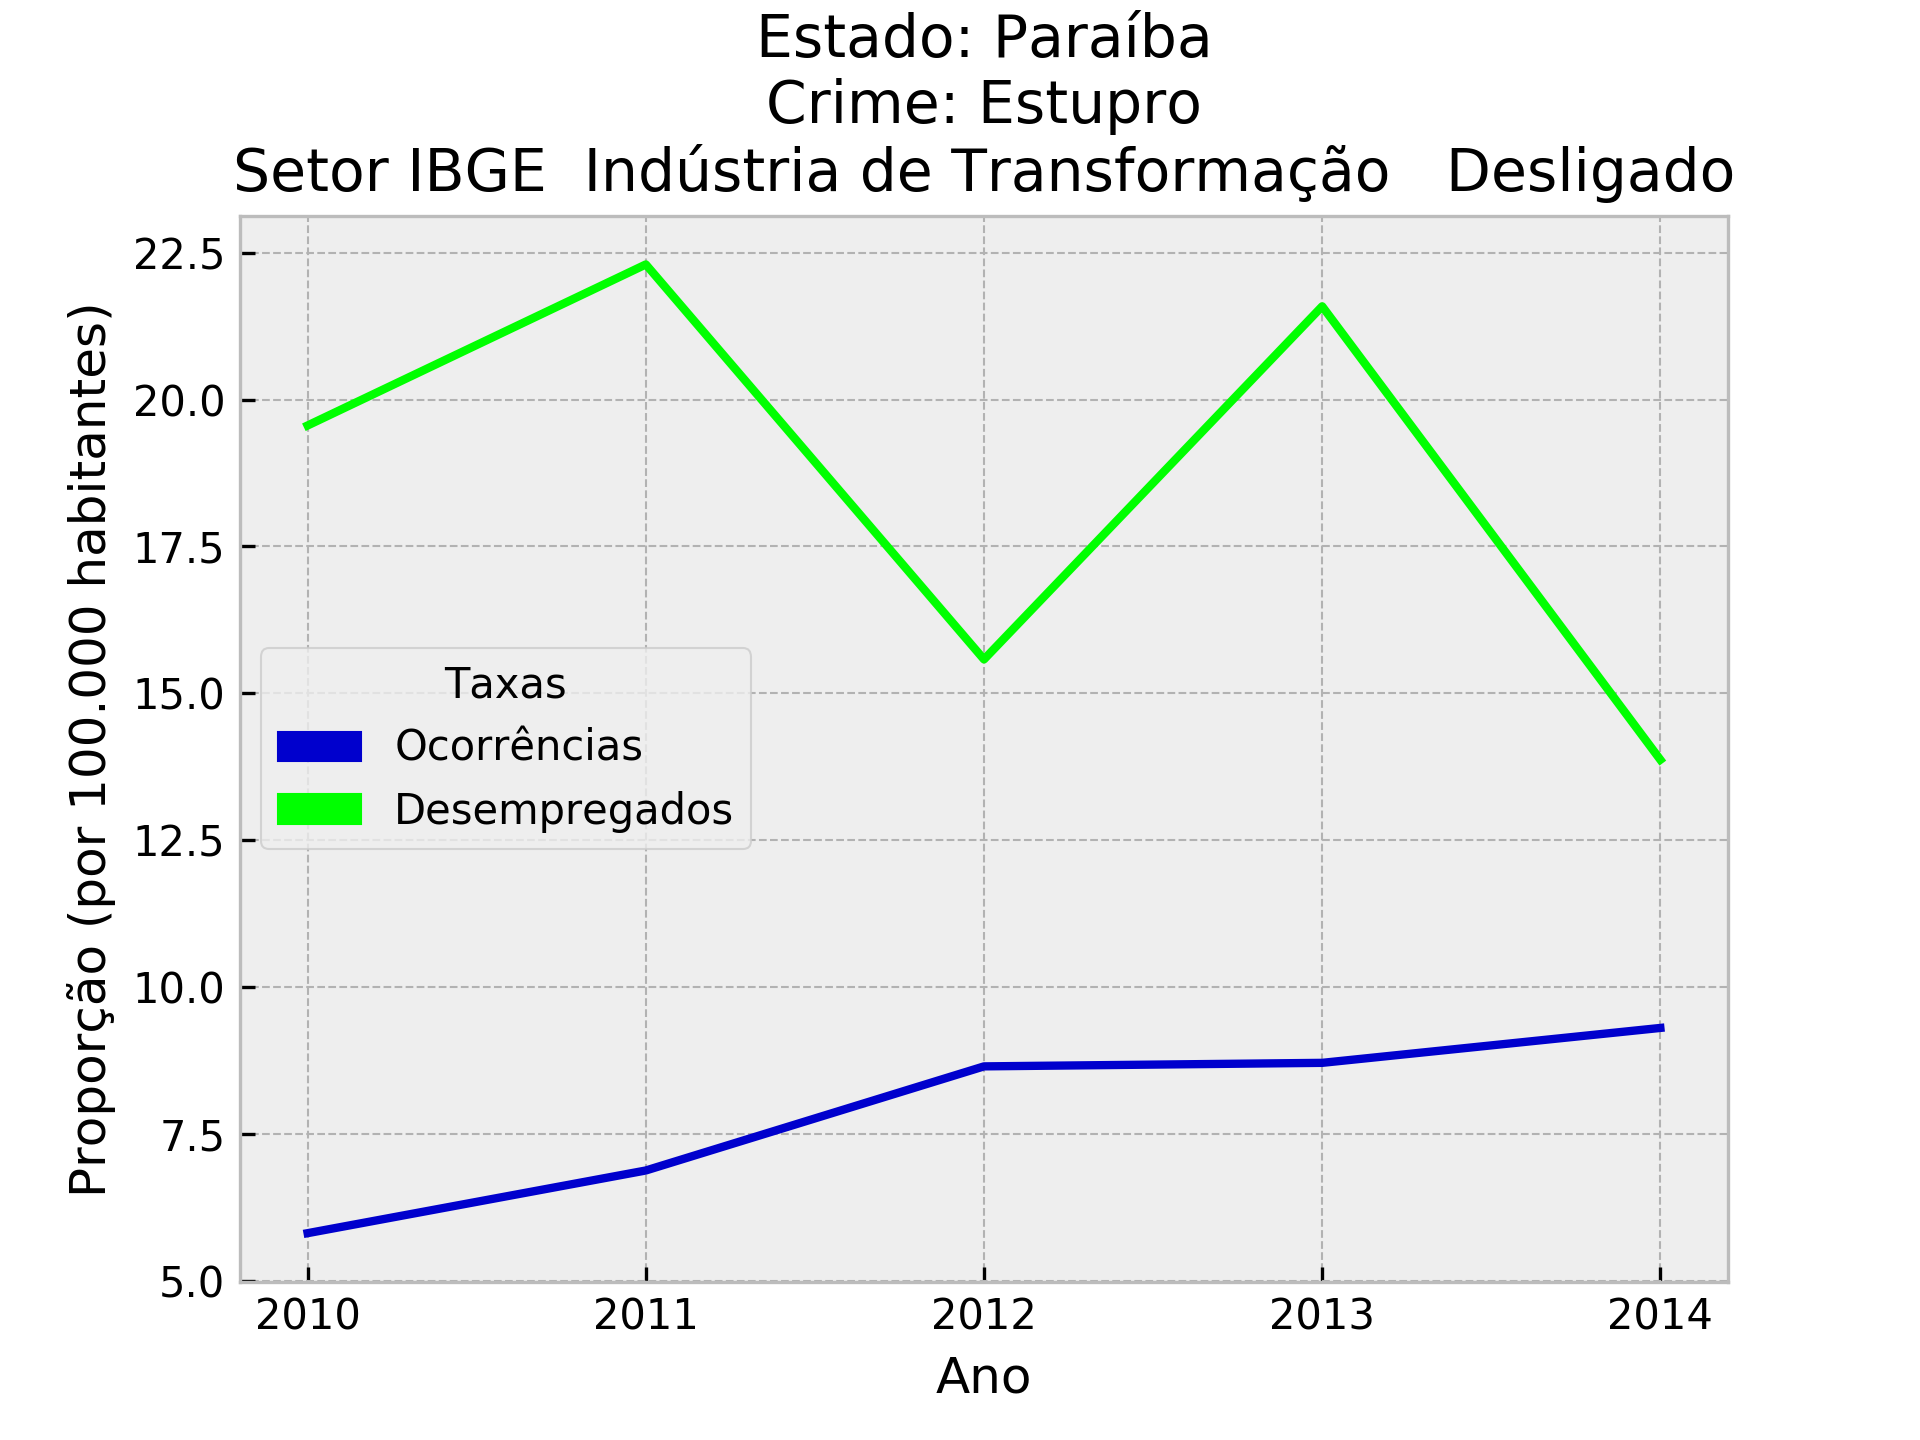 Estado: Paraíba
Crime: Estupro
Setor IBGE  Indústria de Transformação   Desligado
Proporção (por 100.000 habitantes)
22.5
20.0
17.5
15.0
12.5
10.0
7.5
5.0
Taxas
Ocorrências
Desempregados
2010 2011 2012 2013 2014
Ano